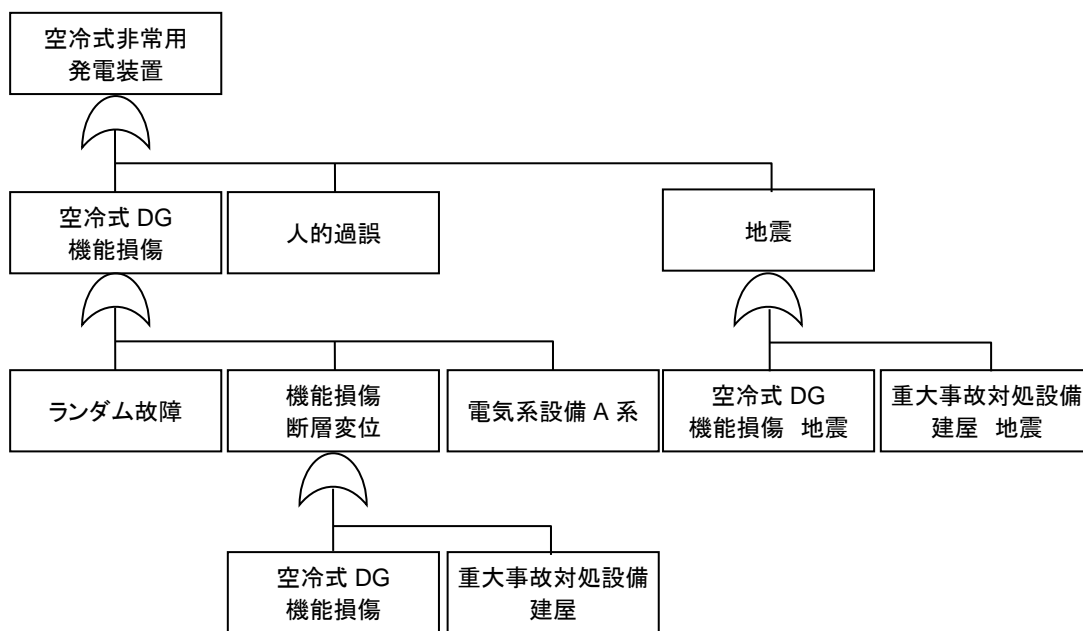 空冷式非常用
発電装置
空冷式 DG
機能損傷
人的過誤
地震
ランダム故障
機能損傷
断層変位
電気系設備 A 系
空冷式 DG
機能損傷 地震
重大事故対処設備
建屋 地震
空冷式 DG
機能損傷
重大事故対処設備
建屋